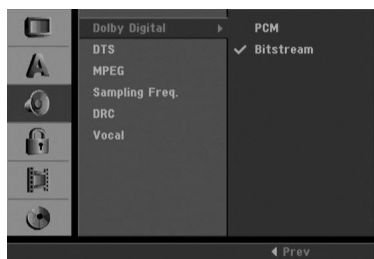 Dolby Digital
DTS
MPEG
Sampling Freq.
DRC
Vocal
PCM
Bitstream
Prev